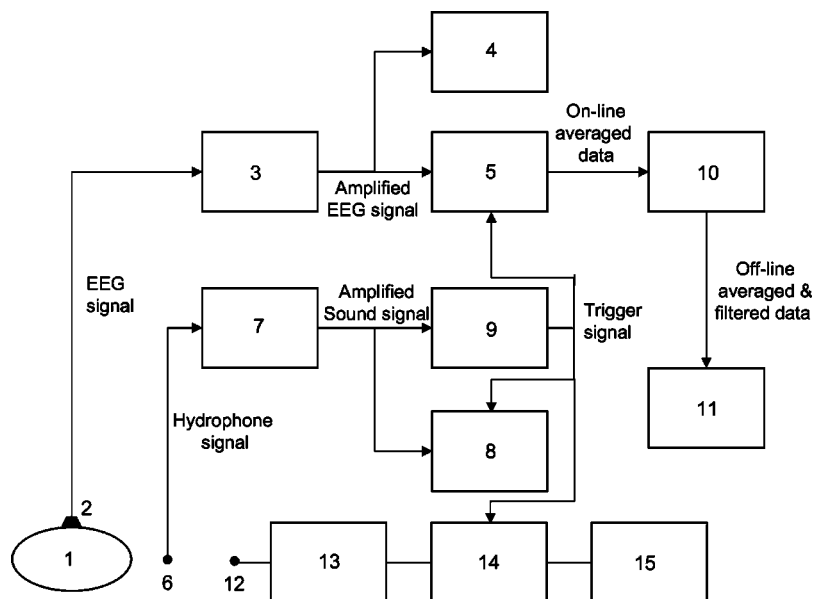 4
On-line
averaged
data
3
5
10
Amplified
EEG signal
EEG
signal
Amplified
Sound signal
Trigger
signal
Off-line
averaged &
filtered data
7
9
11
Hydrophone
signal
8
2
1
6
12
13
14
15